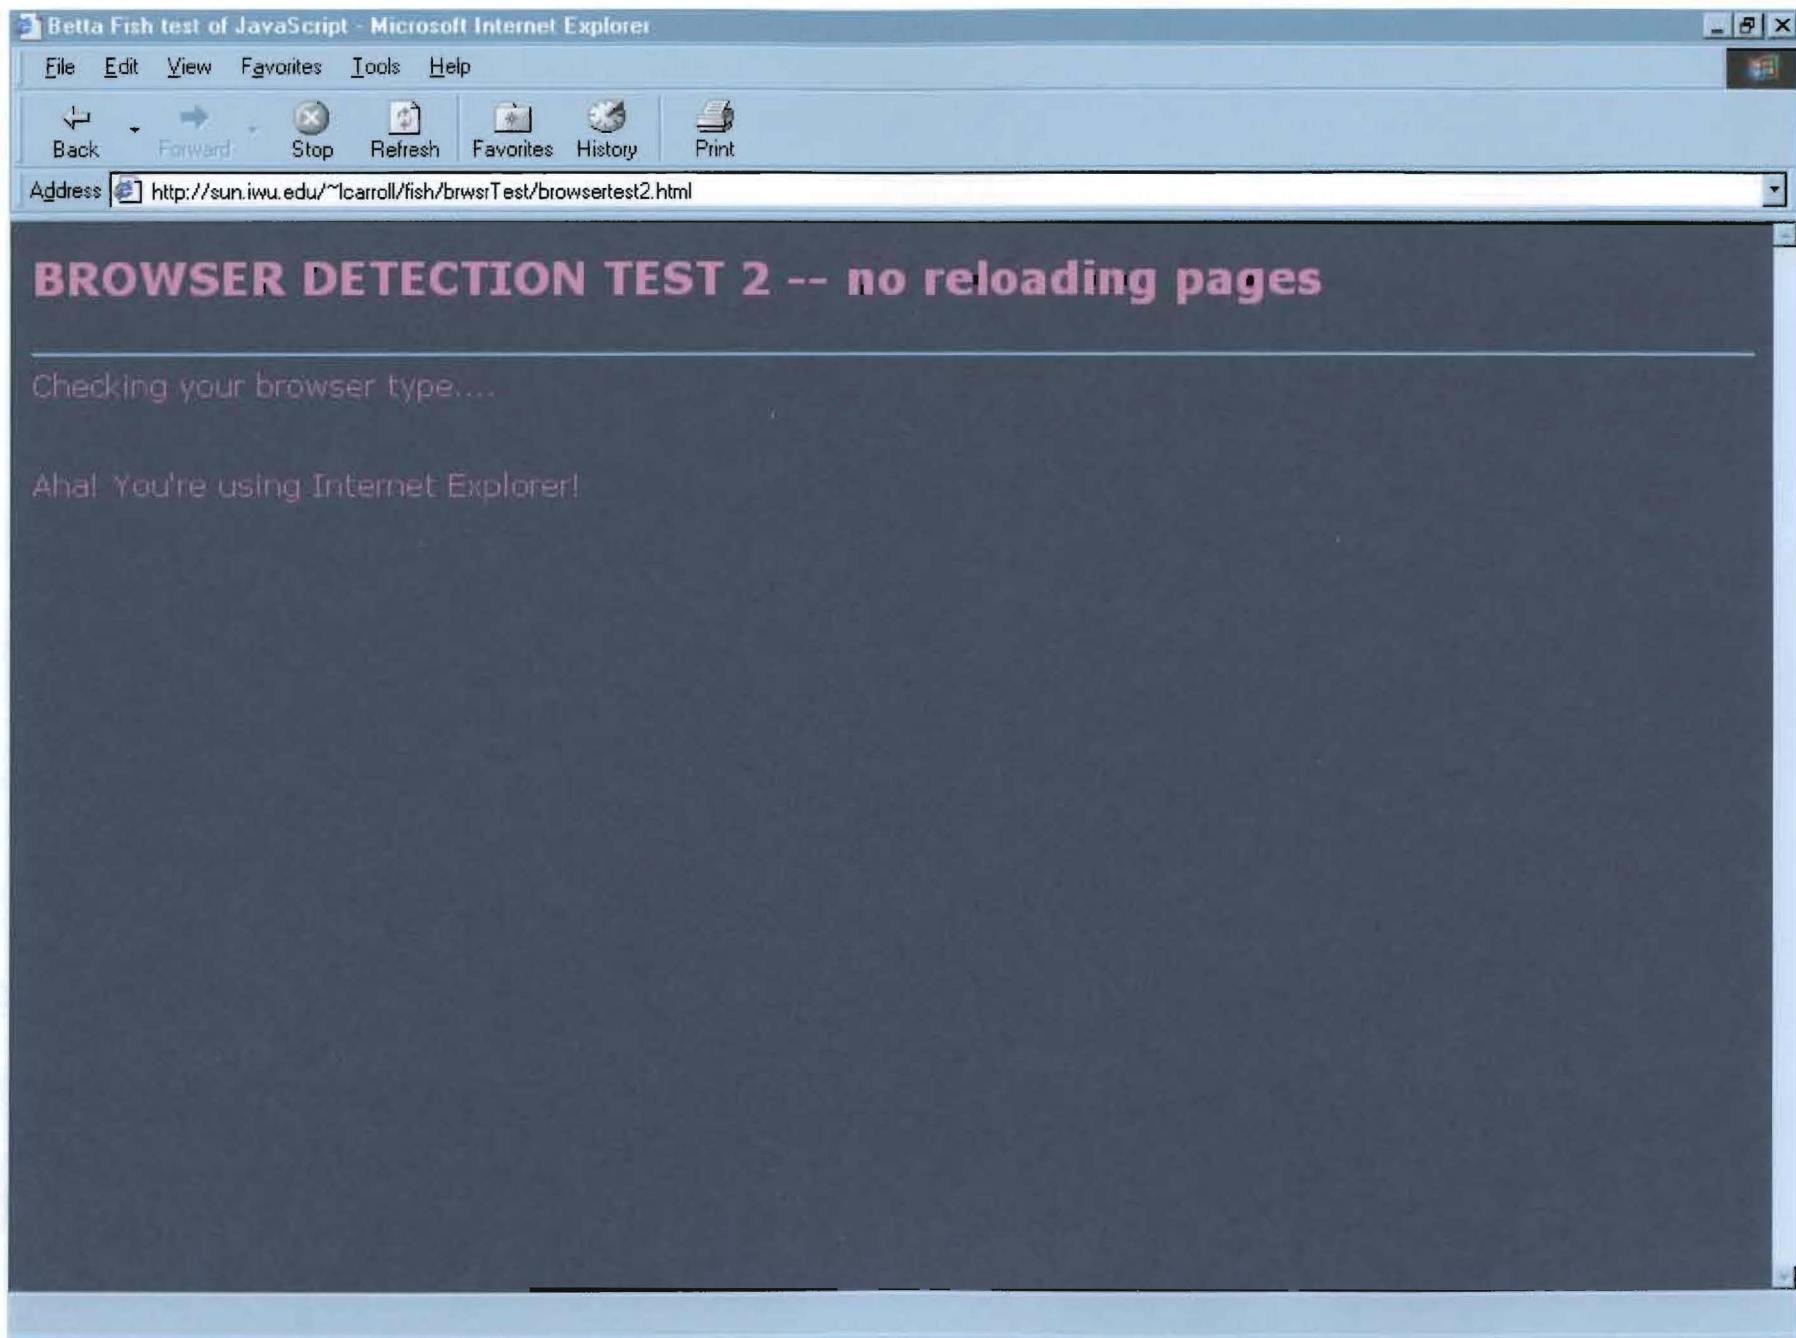 Betta Fish test of JavaScript - Microsoft Internet Explorer
File Edit View Favorites Tools Help
Back Forward Stop Refresh Favorites History Print
Address http://sun.iwu.edu/~lcarroll/fish/brwsrTest/browsertest2.html
BROWSER DETECTION TEST 2 -- no reloading pages
Checking your browser type....
Aha! You're using Internet Explorer!